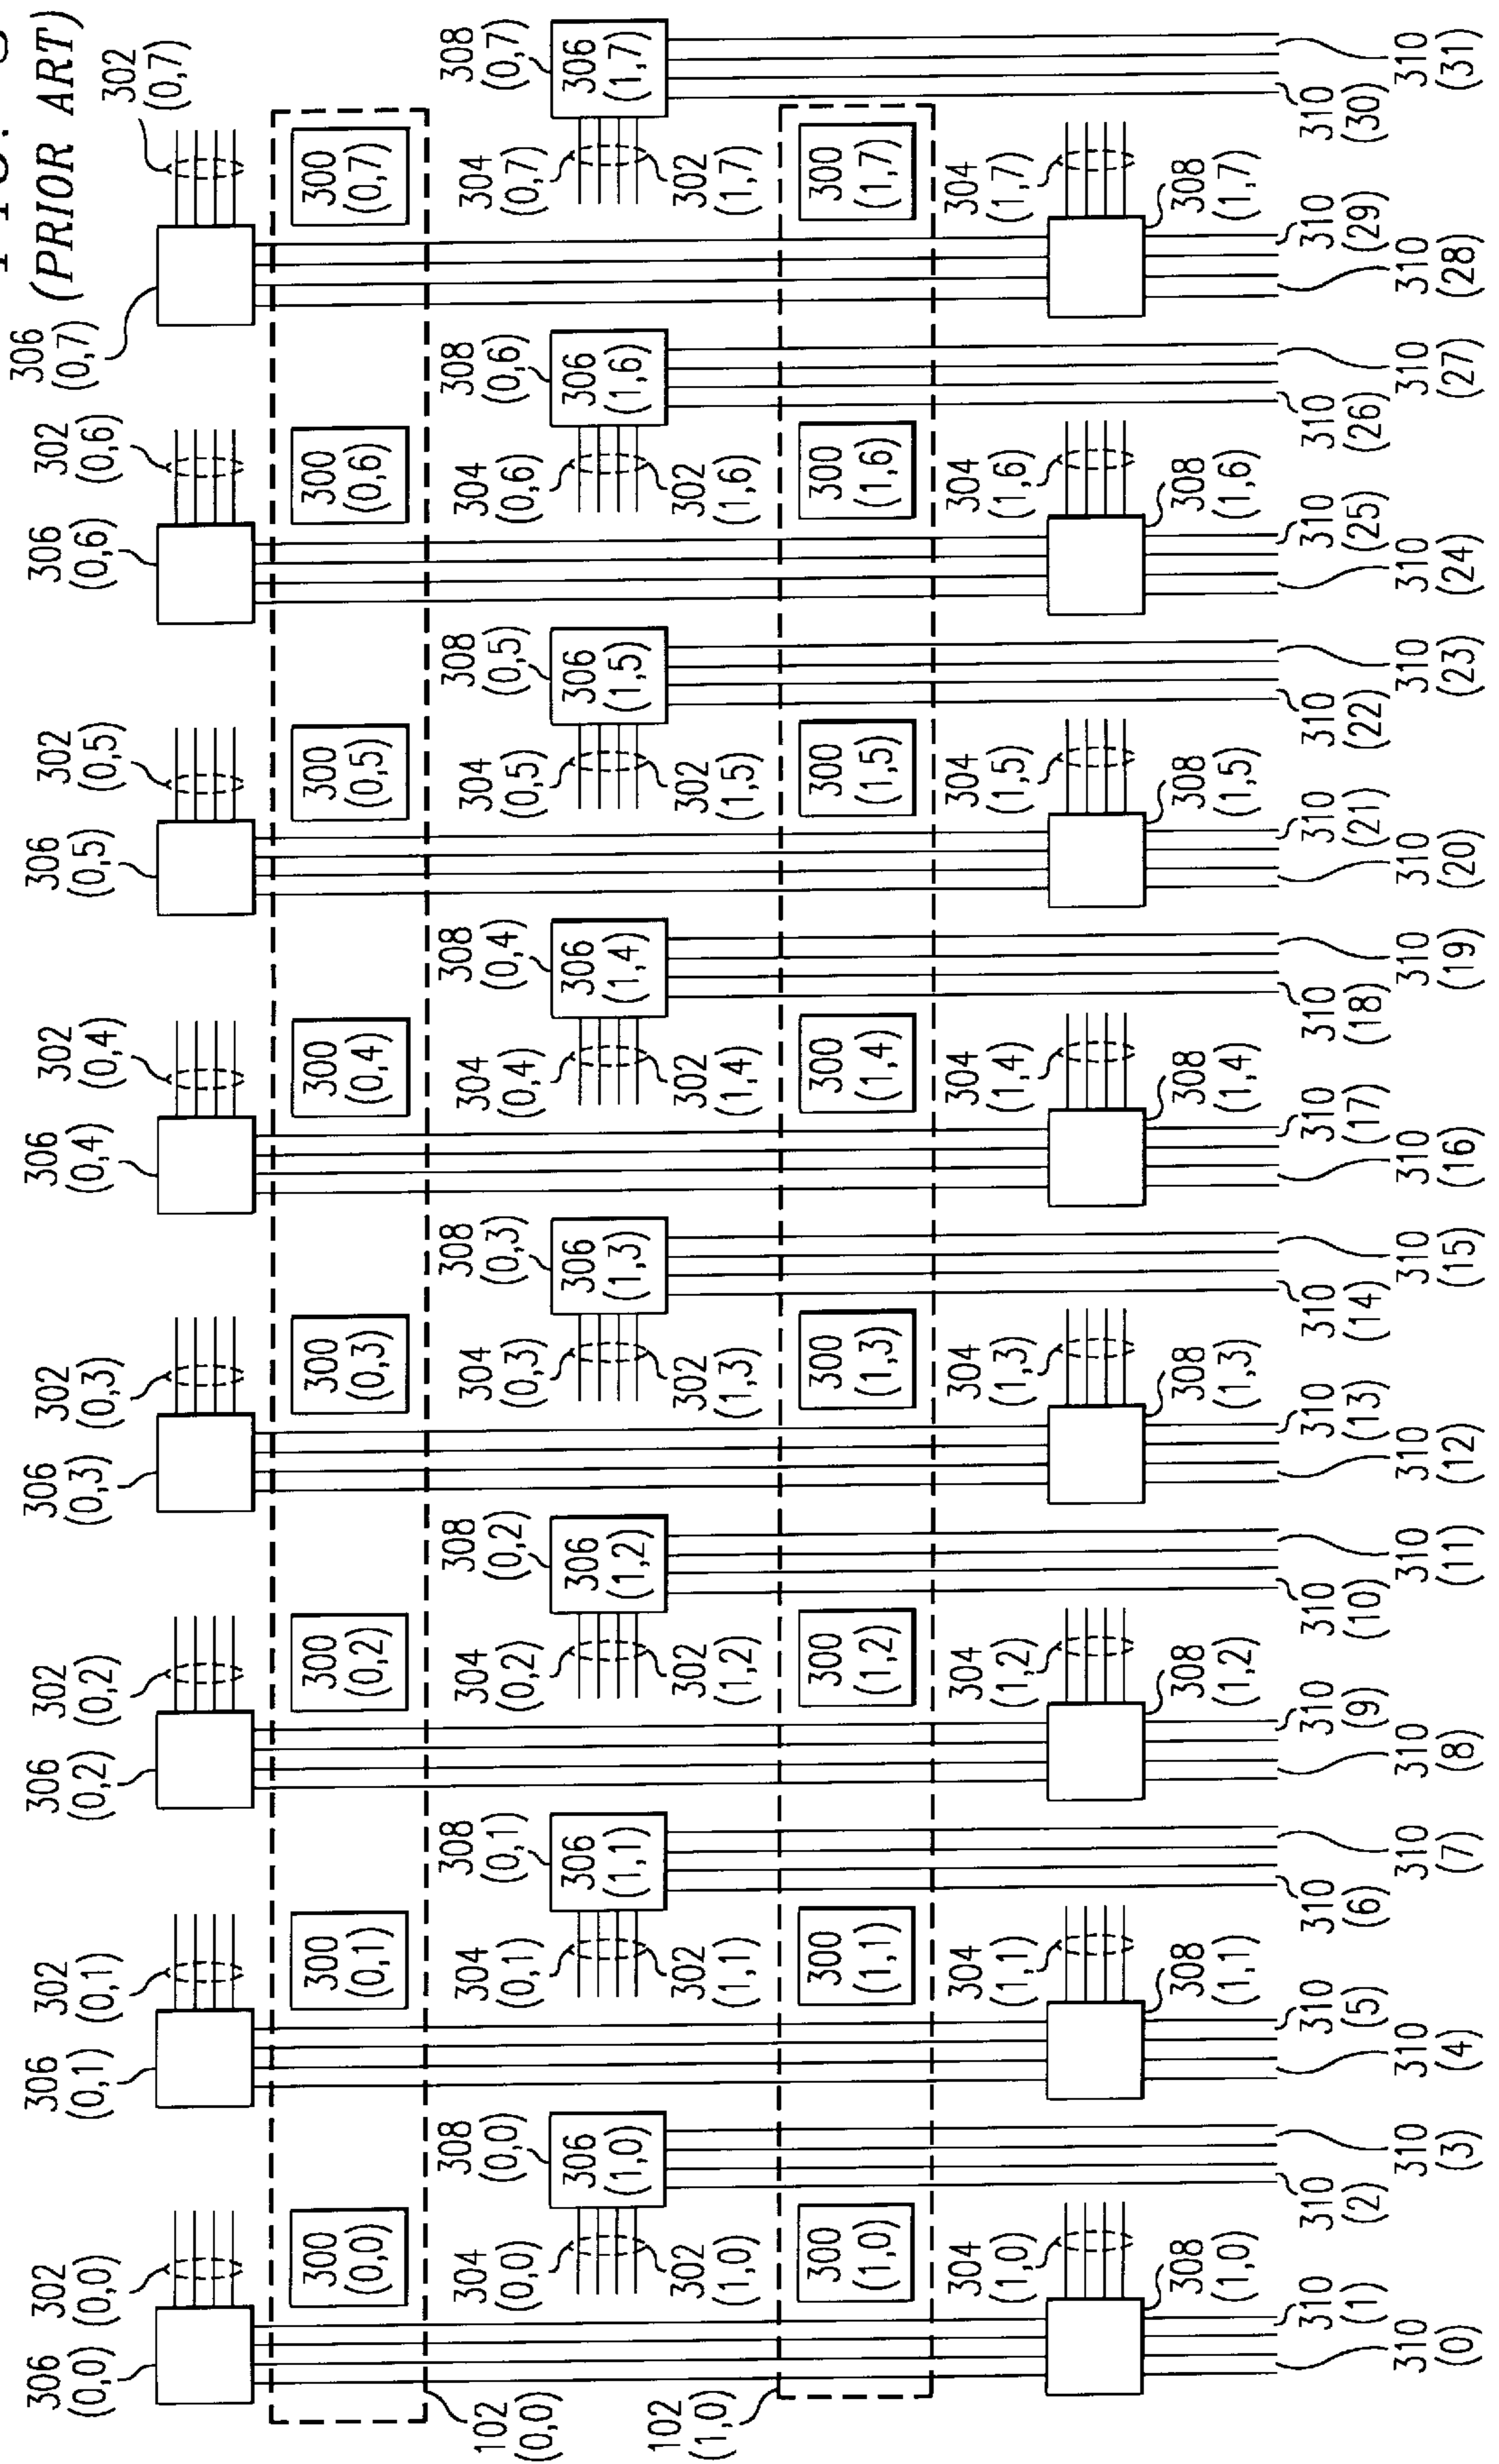 (PRIOR ART)
306 302 306 302 306 302 306 302 306 302 306 302 306 302 306 302
(0,0) (0,0) (0,1) (0,1) (0,2) (0,2) (0,3) (0,3) (0,4) (0,4) (0,5) (0,5) (0,6) (0,6) (0,7) (0,7)
300 300 300 300 300 300 300 300
(0,0) (0,1) (0,2) (0,3) (0,4) (0,5) (0,6) (0,7)
102
(0,0)
304 308 304 308 304 308 304 308 304 308 304 308 304 308 304 308
(0,0) (0,0) (0,1) (0,1) (0,2) (0,2) (0,3) (0,3) (0,4) (0,4) (0,5) (0,5) (0,6) (0,6) (0,7) (0,7)
306 306 306 306 306 306 306 306
(1,0) (1,1) (1,2) (1,3) (1,4) (1,5) (1,6) (1,7)
302 302 302 302 302 302 302 302
(1,0) (1,1) (1,2) (1,3) (1,4) (1,5) (1,6) (1,7)
102
(1,0)
300 300 300 300 300 300 300 300
(1,0) (1,1) (1,2) (1,3) (1,4) (1,5) (1,6) (1,7)
304 304 304 304 304 304 304 304
(1,0) (1,1) (1,2) (1,3) (1,4) (1,5) (1,6) (1,7)
308 308 308 308 308 308 308 308
(1,0) (1,1) (1,2) (1,3) (1,4) (1,5) (1,6) (1,7)
310 310 310 310 310 310 310 310 310 310 310 310 310 310 310 310
(1) (2) (5) (6) (9) (10) (13) (14) (17) (18) (21) (22) (25) (26) (29) (30)
310 310 310 310 310 310 310 310 310 310 310 310 310 310 310 310
(0) (3) (4) (7) (8) (11) (12) (15) (16) (19) (20) (23) (24) (27) (28) (31)